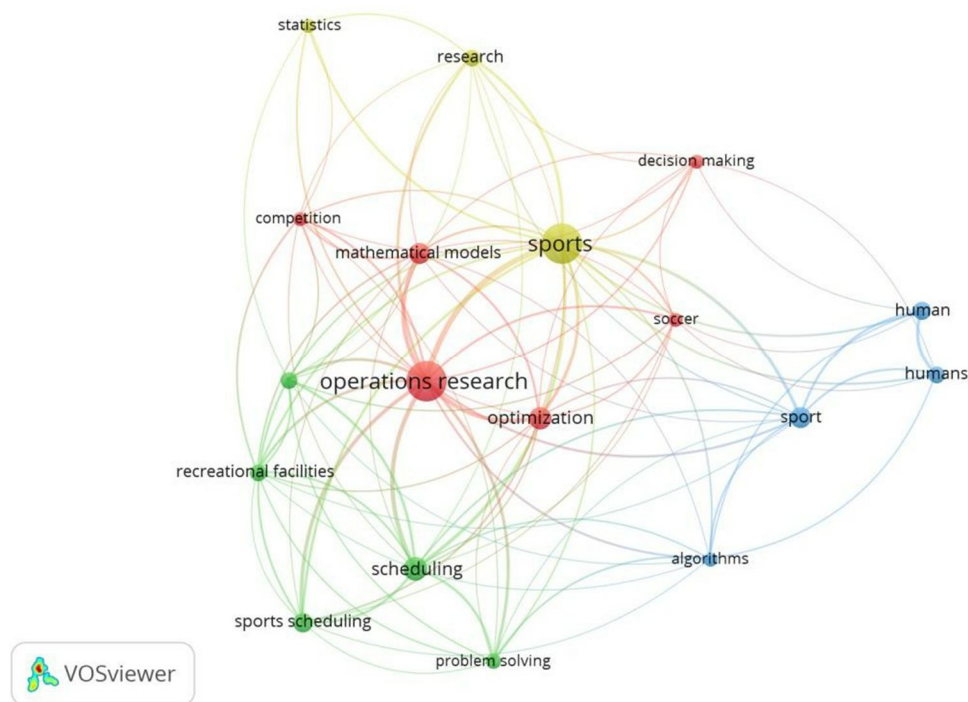 statistics
research
decision making
competition
mathematical models
sports
human
soccer
humans
operations research
optimization
sport
recreational facilities
algorithms
scheduling
sports scheduling
problem solving
VOSviewer